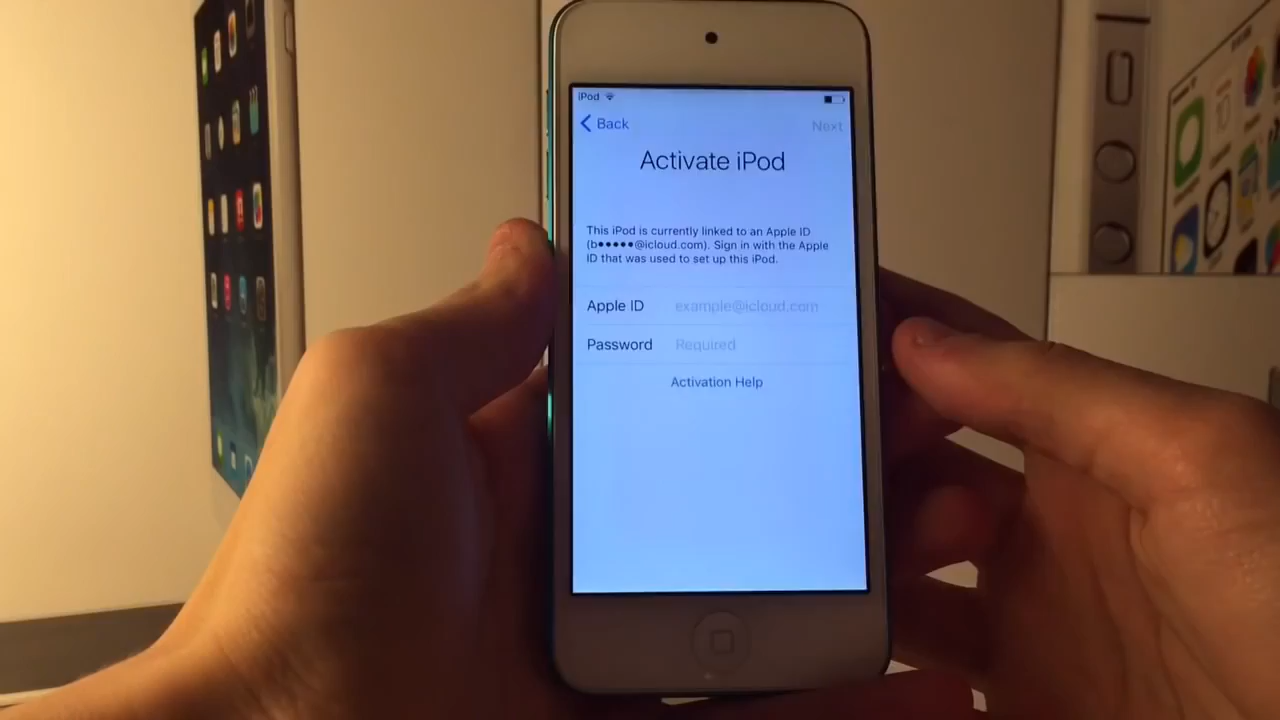 iPod
Back
Next
Activate iPod
This iPod is currently linked to an Apple ID
(b●●●●●@icloud.com). Sign in with the Apple
ID that was used to set up this iPod.
Apple ID example@icloud.com
Password Required
Activation Help